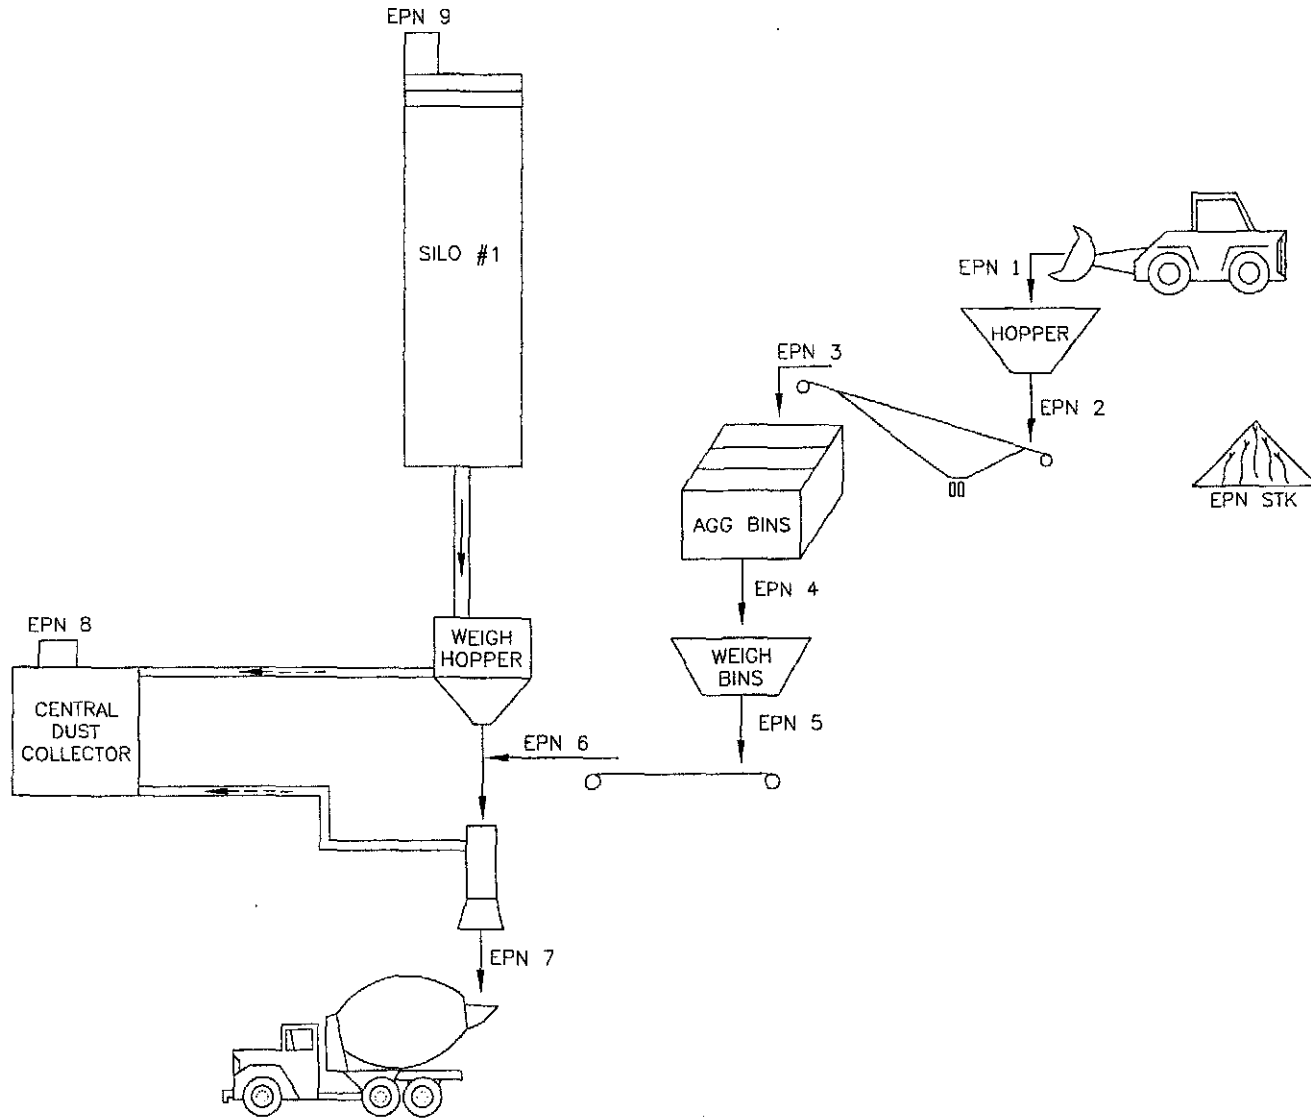 EPN 9
SILO #1
EPN 1
HOPPER
EPN 3
EPN 2
EPN STK
AGG BINS
EPN 4
EPN 8
WEIGH
HOPPER
WEIGH
BINS
CENTRAL
DUST
COLLECTOR
EPN 5
EPN 6
EPN 7